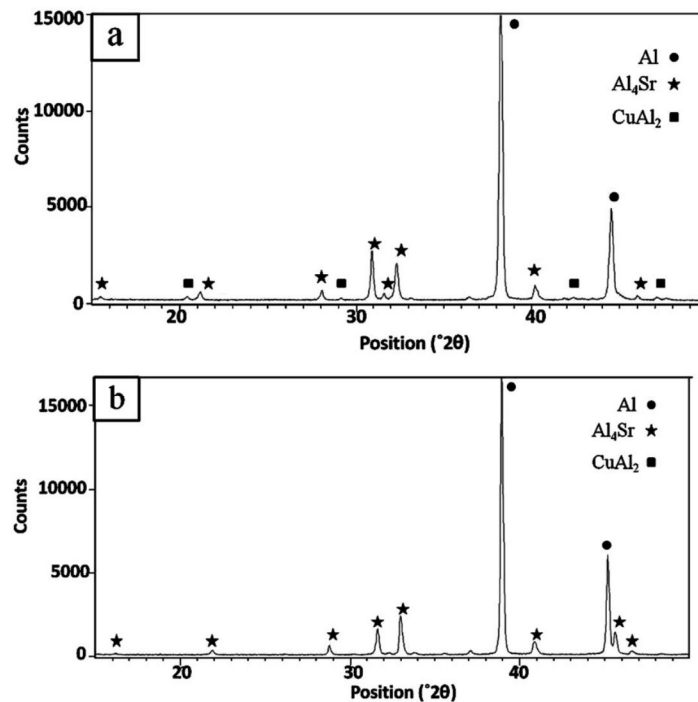 a
15000
10000
5000
0
Counts
Al ●
Al₄Sr ★
CuAl₂ ■
20 30 40
Position (°2θ)
b
15000
10000
5000
0
Counts
Al ●
Al₄Sr ★
CuAl₂ ■
20 30 40
Position (°2θ)